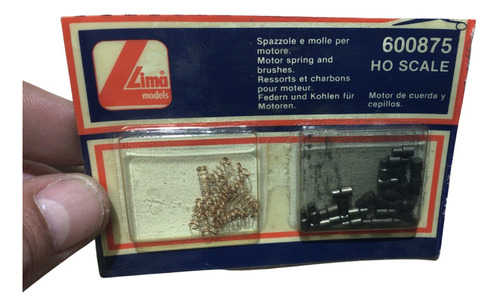 Lima
models
Spazzole e molle per
motore.
Motor spring and
brushes.
Ressorts et charbons
pour moteur.
Federn und Kohlen für
Motoren.
600875
HO SCALE
Motor de cuerda y
cepillos.